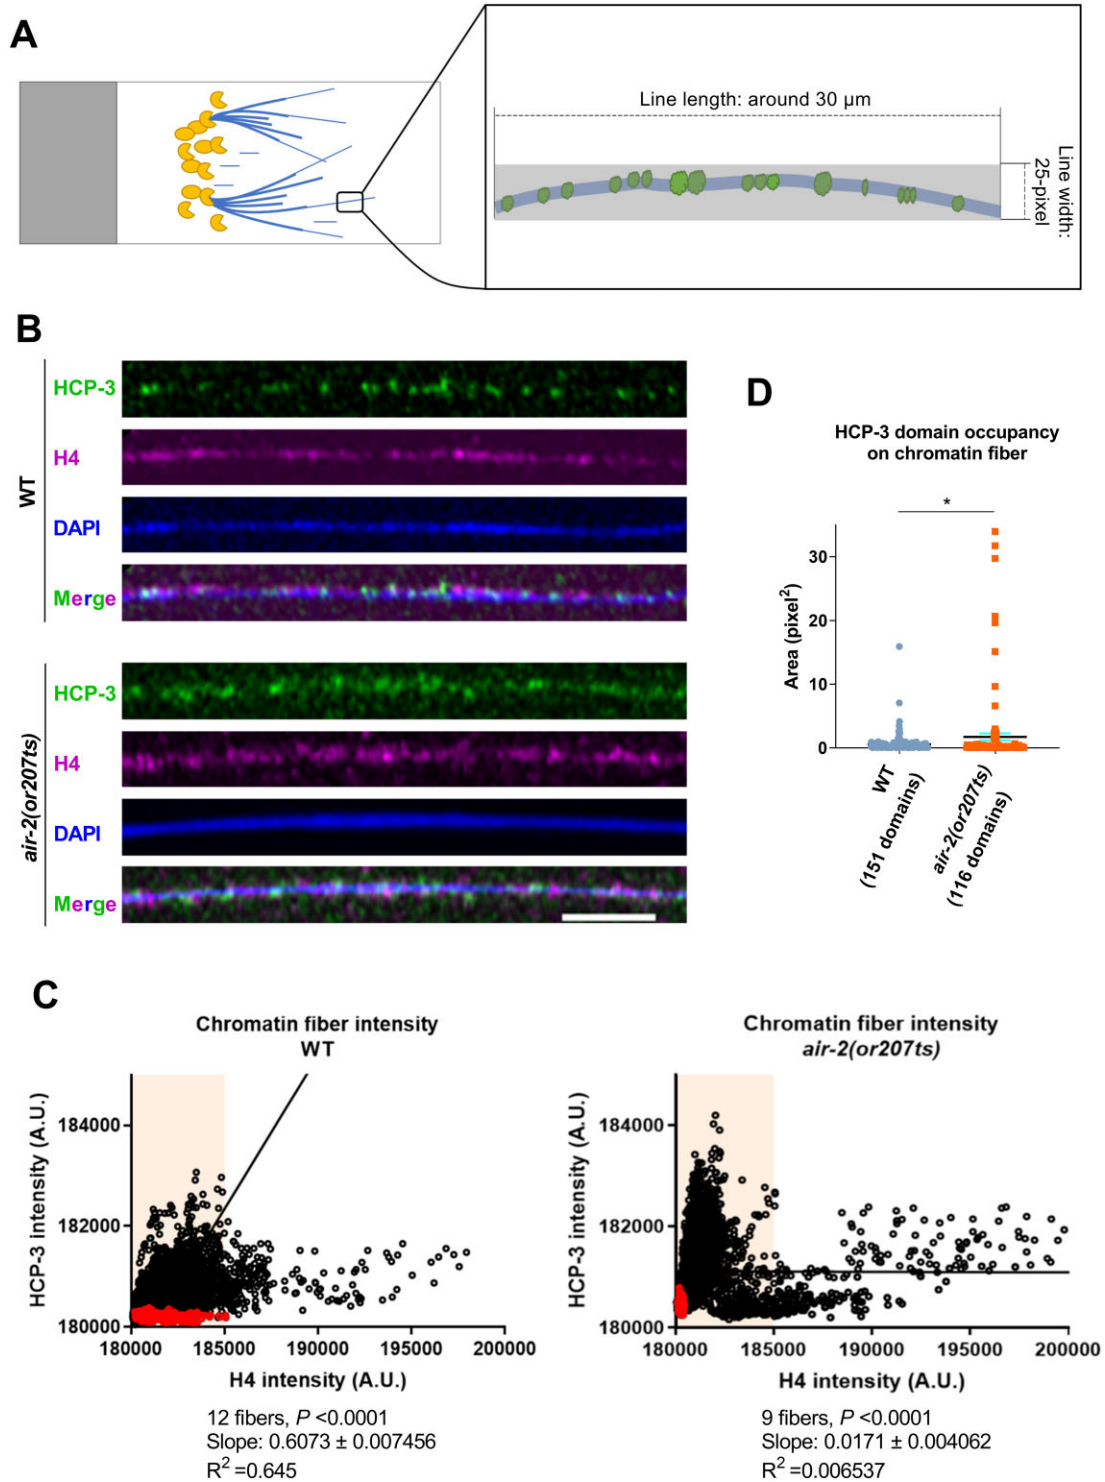 A
Line length: around 30 µm
Line width:
25-pixel
B
WT
HCP-3
H4
DAPI
Merge
air-2(or207ts)
HCP-3
H4
DAPI
Merge
D
HCP-3 domain occupancy
on chromatin fiber
*
Area (pixel²)
30
20
10
0
WT
(151 domains)
air-2(or207ts)
(116 domains)
C
Chromatin fiber intensity
WT
HCP-3 intensity (A.U.)
184000
182000
180000
180000 185000 190000 195000 200000
H4 intensity (A.U.)
12 fibers, P <0.0001
Slope: 0.6073 ± 0.007456
R² =0.645
Chromatin fiber intensity
air-2(or207ts)
HCP-3 intensity (A.U.)
184000
182000
180000
180000 185000 190000 195000 200000
H4 intensity (A.U.)
9 fibers, P <0.0001
Slope: 0.0171 ± 0.004062
R² =0.006537